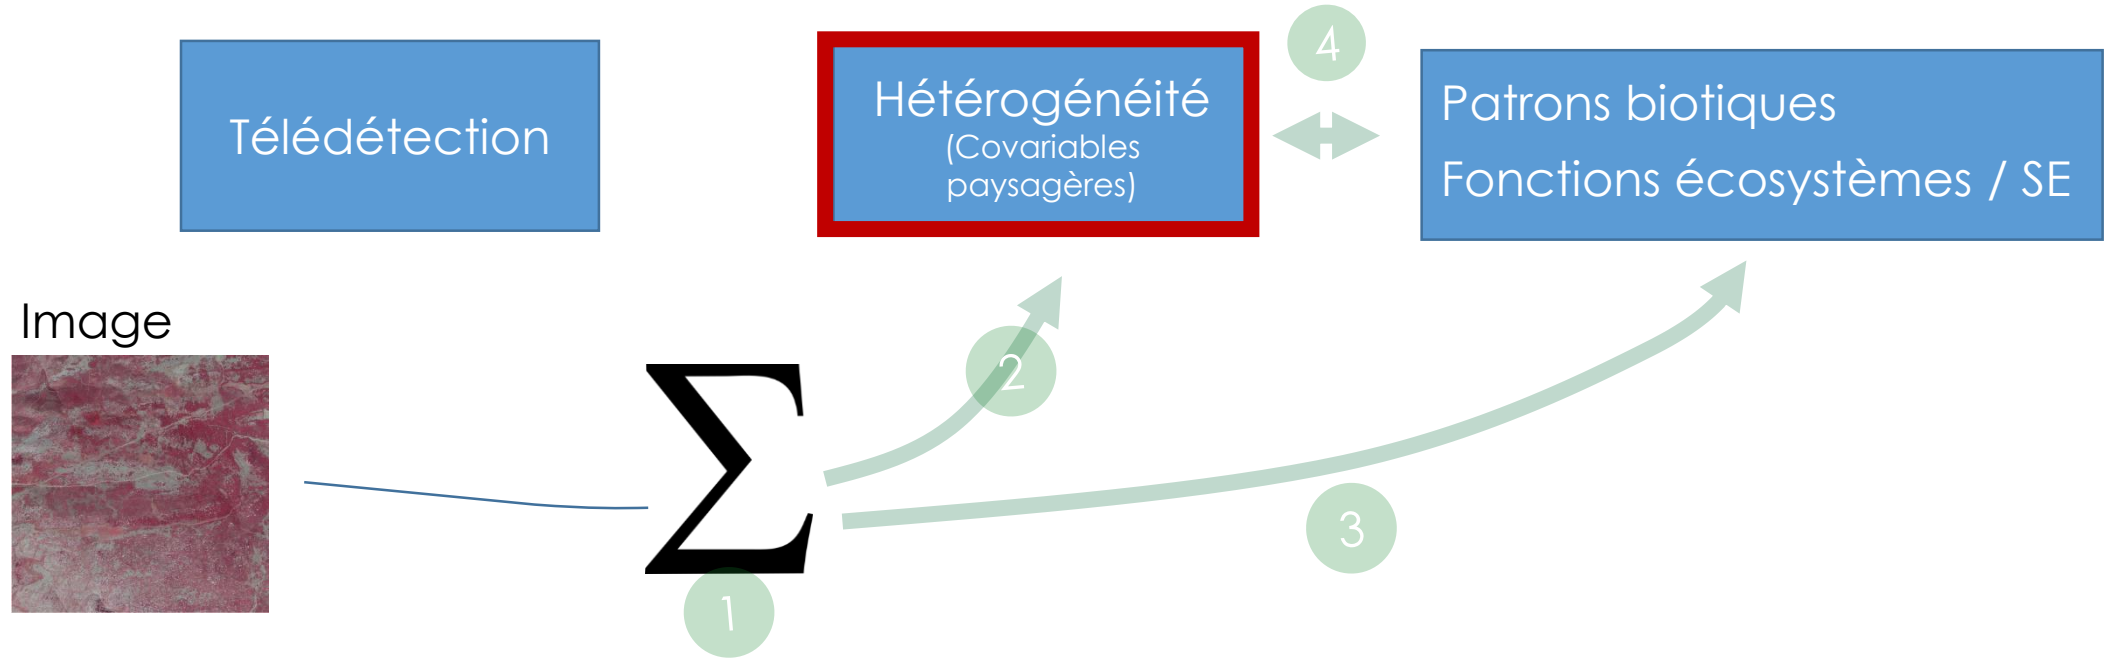 Télédétection
Hétérogénéité
(Covariables
paysagères)
4
Patrons biotiques
Fonctions écosystèmes / SE
Image
2
∑
3
1